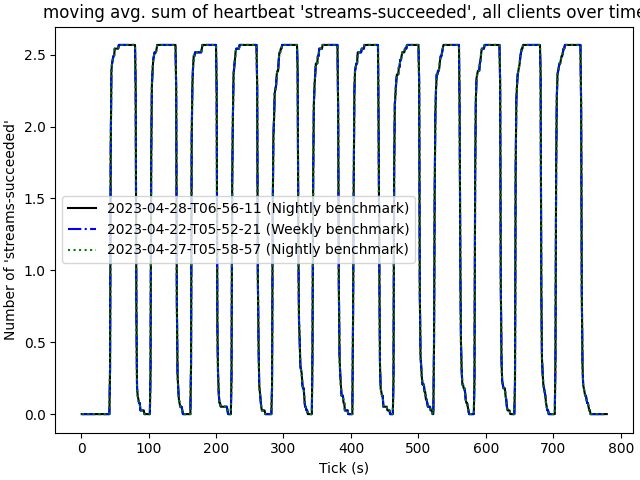 moving avg. sum of heartbeat 'streams-succeeded', all clients over time
Number of 'streams-succeeded'
2.5
2.0
1.5
1.0
0.5
0.0
2023-04-28-T06-56-11 (Nightly benchmark)
2023-04-22-T05-52-21 (Weekly benchmark)
2023-04-27-T05-58-57 (Nightly benchmark)
0 100 200 300 400 500 600 700 800
Tick (s)